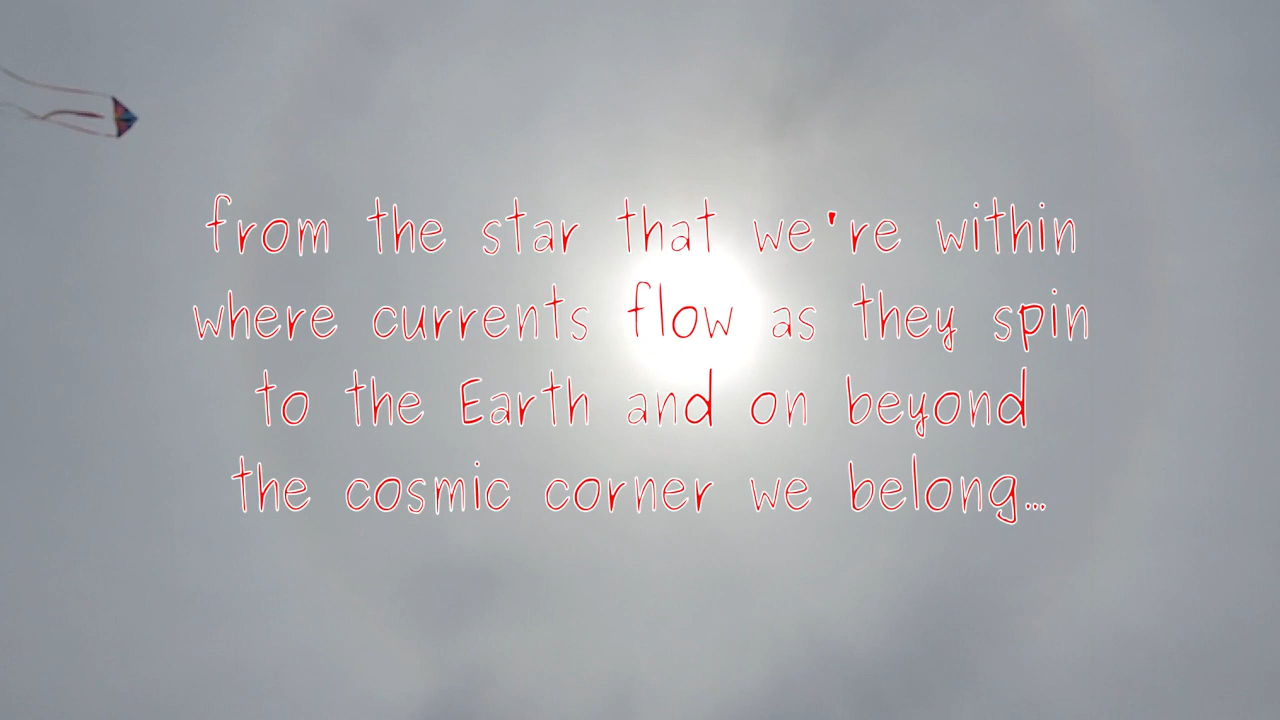 from the star that we're within
where currents flow as they spin
to the Earth and on beyond
the cosmic corner we belong...